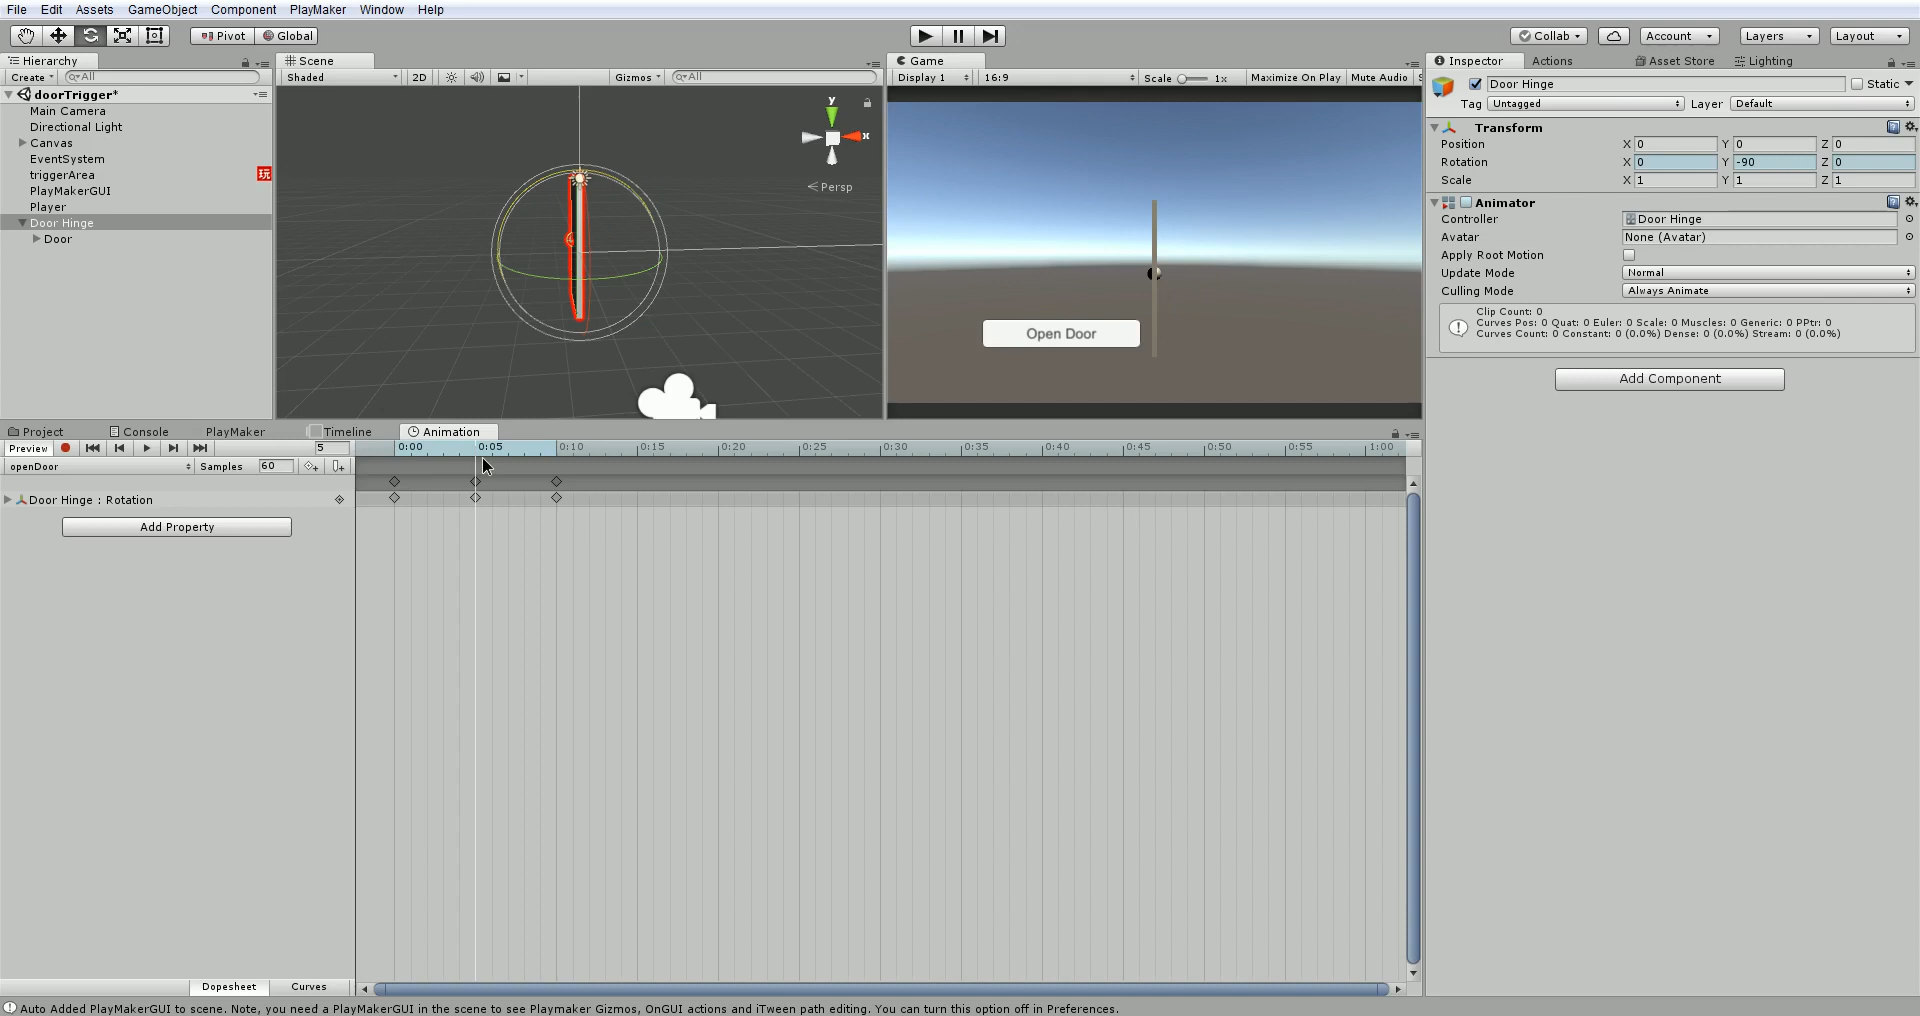 File Edit Assets GameObject Component PlayMaker Window Help
Pivot Global Collab Account Layers Layout
Hierarchy
Create All
doorTrigger*
Main Camera
Directional Light
Canvas
EventSystem
triggerArea 玩
PlayMakerGUI
Player
Door Hinge
Door
Scene
Shaded 2D Gizmos All
y
x
Persp
Game
Display 1 16:9 Scale 1x Maximize On Play Mute Audio S
Open Door
Inspector Actions Asset Store Lighting
Door Hinge Static
Tag Untagged Layer Default
Transform
Position X 0 Y 0 Z 0
Rotation X 0 Y -90 Z 0
Scale X 1 Y 1 Z 1
Animator
Controller Door Hinge
Avatar None (Avatar)
Apply Root Motion
Update Mode Normal
Culling Mode Always Animate
Clip Count: 0
Curves Pos: 0 Quat: 0 Euler: 0 Scale: 0 Muscles: 0 Generic: 0 PPtr: 0
Curves Count: 0 Constant: 0 (0.0%) Dense: 0 (0.0%) Stream: 0 (0.0%)
Add Component
Project Console PlayMaker Timeline Animation
Preview 5 0:00 0:05 0:10 0:15 0:20 0:25 0:30 0:35 0:40 0:45 0:50 0:55 1:00
openDoor Samples 60
Door Hinge : Rotation
Add Property
Dopesheet Curves
Auto Added PlayMakerGUI to scene. Note, you need a PlayMakerGUI in the scene to see Playmaker Gizmos, OnGUI actions and iTween path editing. You can turn this option off in Preferences.